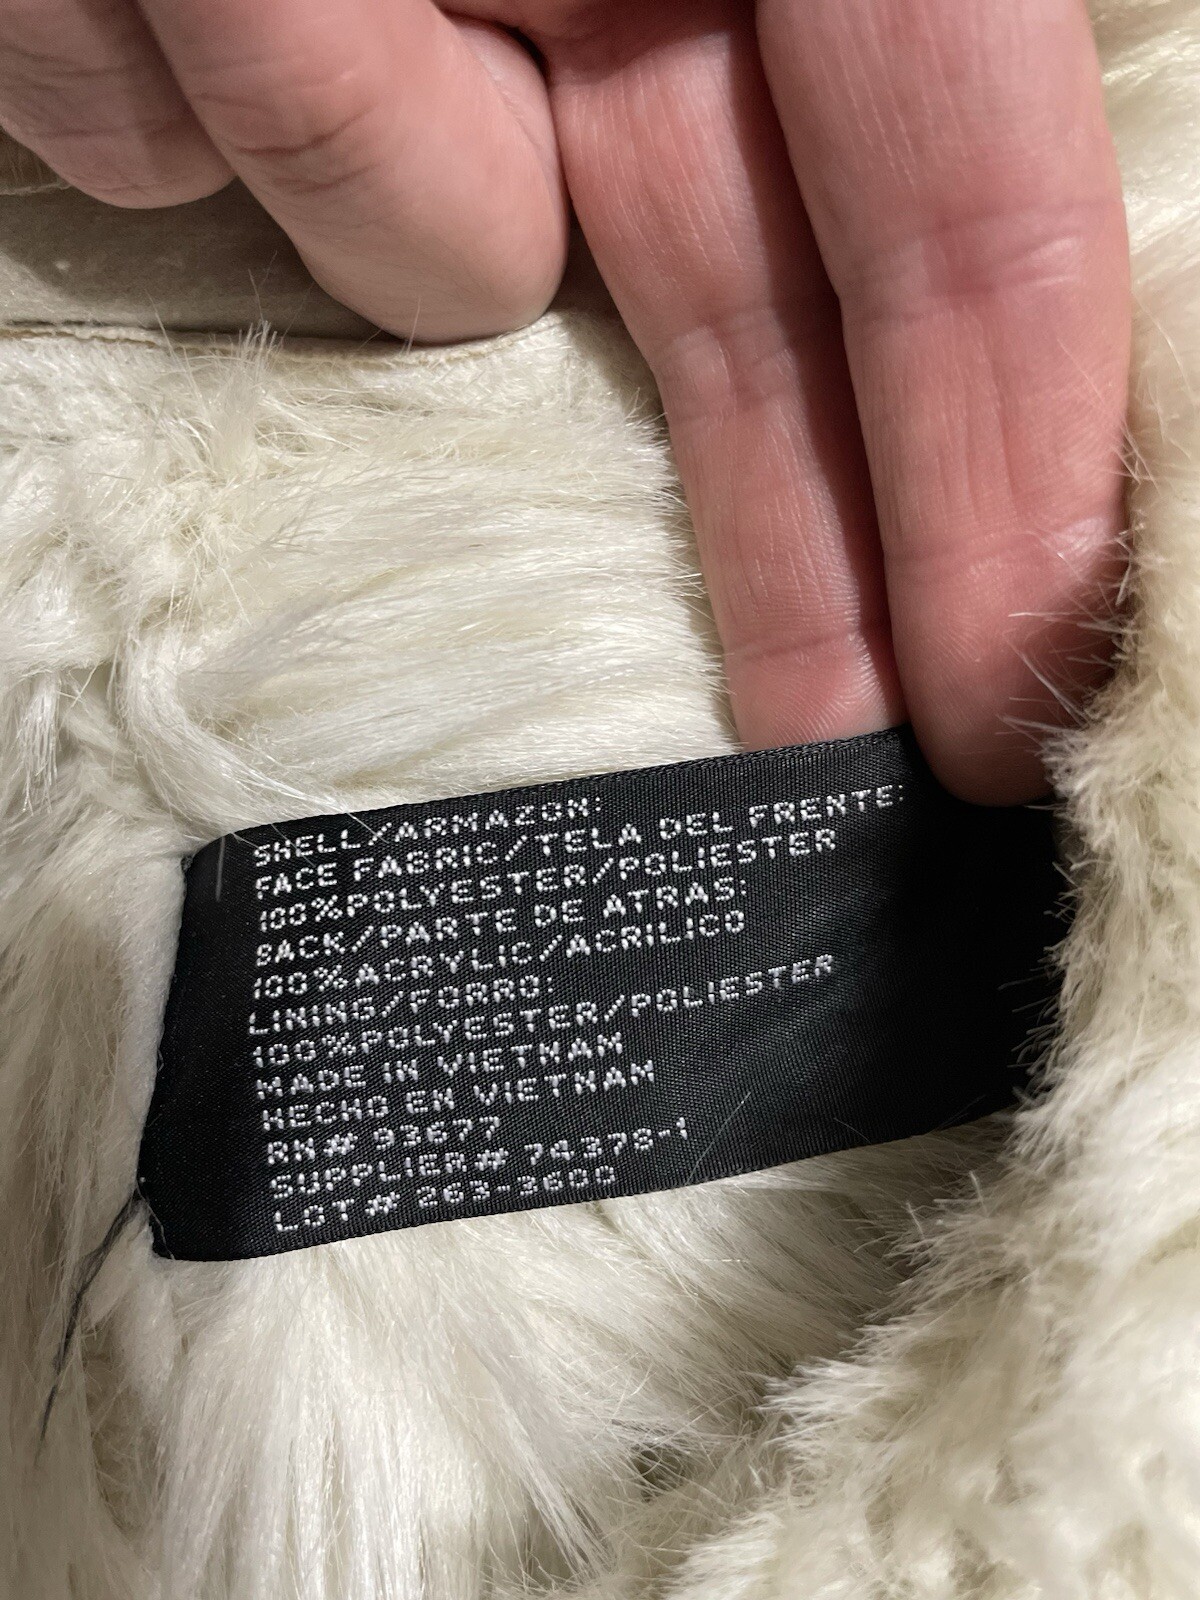 SHELL/ARMAZON:
FACE FABRIC/TELA DEL FRENTE:
100%POLYESTER/POLIESTER
BACK/PARTE DE ATRAS:
100%ACRYLIC/ACRILICO
LINING/FORRO:
100%POLYESTER/POLIESTER
MADE IN VIETNAM
HECHO EN VIETNAM
RN# 93677
SUPPLIER# 74378-1
LOT# 263-3600